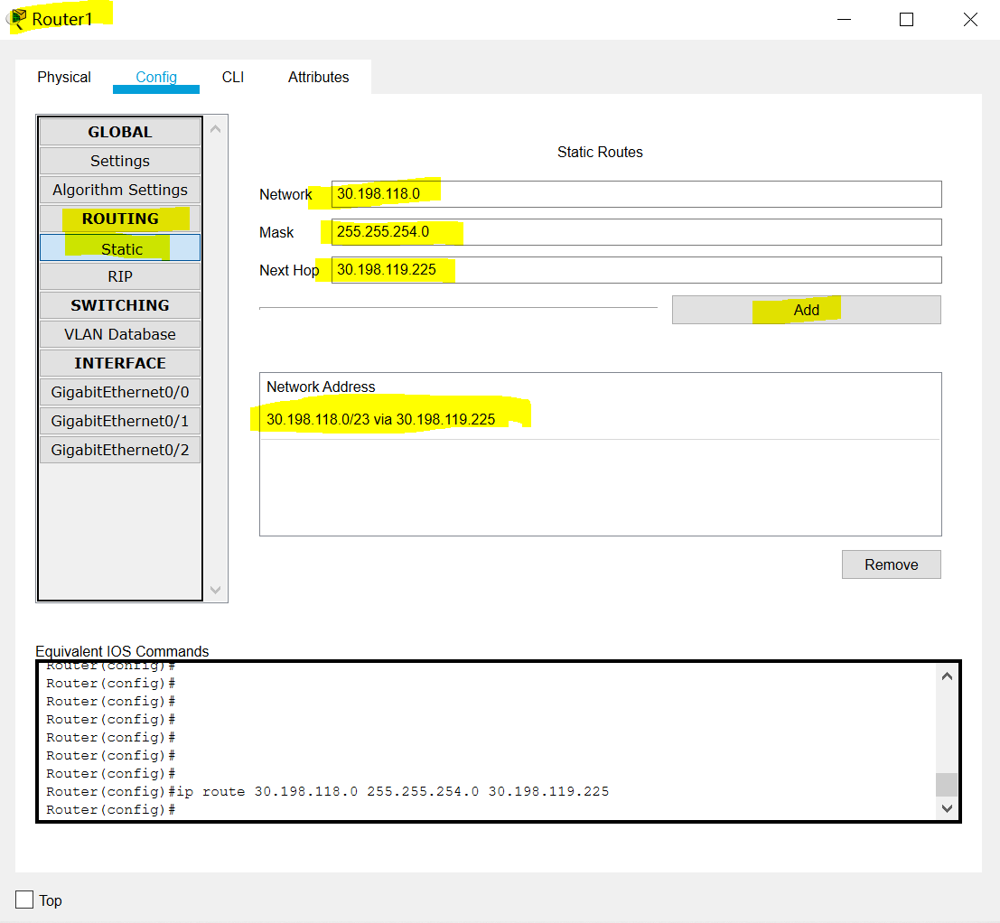 Router1
Physical Config CLI Attributes
GLOBAL
Settings
Algorithm Settings
ROUTING
Static
RIP
SWITCHING
VLAN Database
INTERFACE
GigabitEthernet0/0
GigabitEthernet0/1
GigabitEthernet0/2
Static Routes
Network 30.198.118.0
Mask 255.255.254.0
Next Hop 30.198.119.225
Add
Network Address
30.198.118.0/23 via 30.198.119.225
Remove
Equivalent IOS Commands
Router(config)#
Router(config)#
Router(config)#
Router(config)#
Router(config)#
Router(config)#
Router(config)#
Router(config)#ip route 30.198.118.0 255.255.254.0 30.198.119.225
Router(config)#
Top